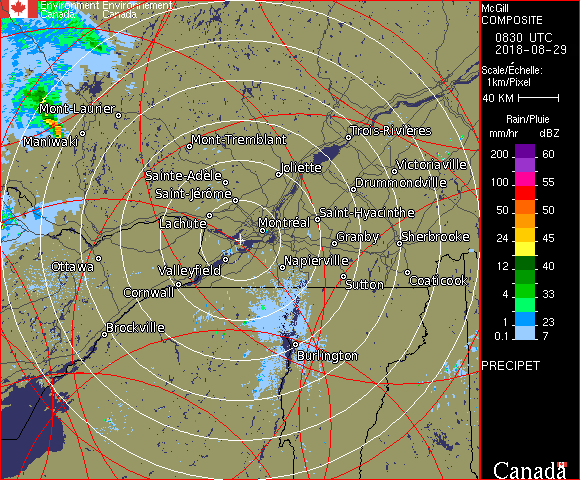 Environment Environnement
Canada Canada
McGill
COMPOSITE
0830 UTC
2018-08-29
Scale/Échelle:
1km/Pixel
40 KM
Rain/Pluie
mm/hr dBZ
200 60
100 55
50 50
24 45
12 40
4 33
1 23
0.1 7
PRECIPET
Canada
Mont-Laurier
Maniwaki
Mont-Tremblant
Trois-Rivières
Joliette
Victoriaville
Sainte-Adèle
Drummondville
Saint-Jérôme
Saint-Hyacinthe
Lachute
Montréal
Granby
Sherbrooke
Ottawa
Valleyfield
Napierville
Coaticook
Sutton
Cornwall
Brockville
Burlington